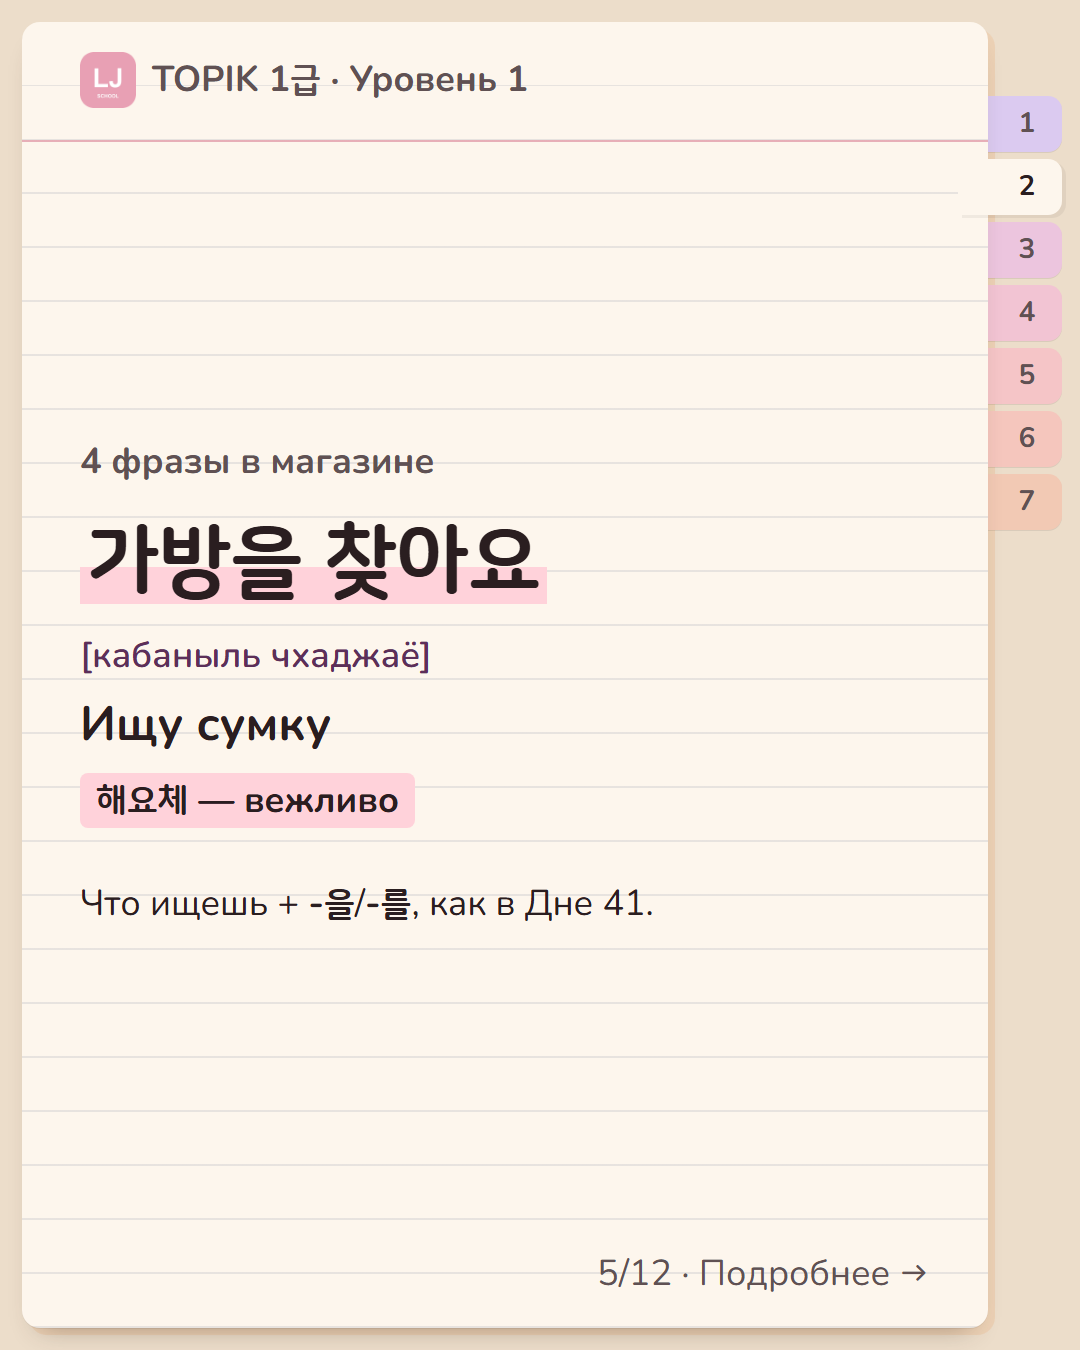 LJ
SCHOOL
TOPIK 1급 · Уровень 1
1
2
3
4
5
6
7
4 фразы в магазине
가방을 찾아요
[кабаныль чхаджаё]
Ищу сумку
해요체 — вежливо
Что ищешь + -을/-를, как в Дне 41.
5/12 · Подробнее →